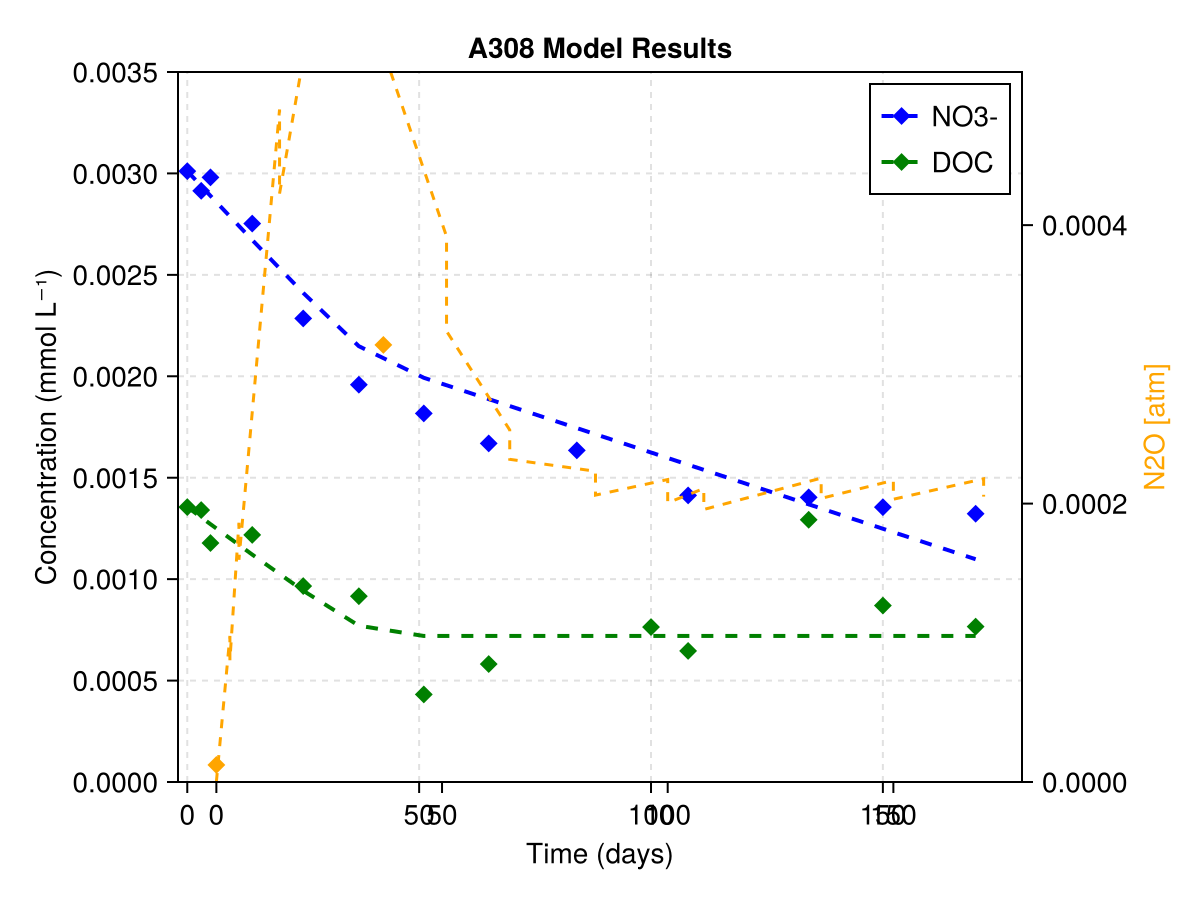 A308 Model Results
0.0035
0.0030
0.0025
0.0020
0.0015
0.0010
0.0005
0.0000
Concentration (mmol L⁻¹)
NO3-
DOC
0.0004
0.0002
0.0000
N2O [atm]
0 0 50 50 100 100 150 150
Time (days)